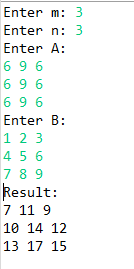 Enter m: 3
Enter n: 3
Enter A:
6 9 6
6 9 6
6 9 6
Enter B:
1 2 3
4 5 6
7 8 9
Result:
7 11 9
10 14 12
13 17 15